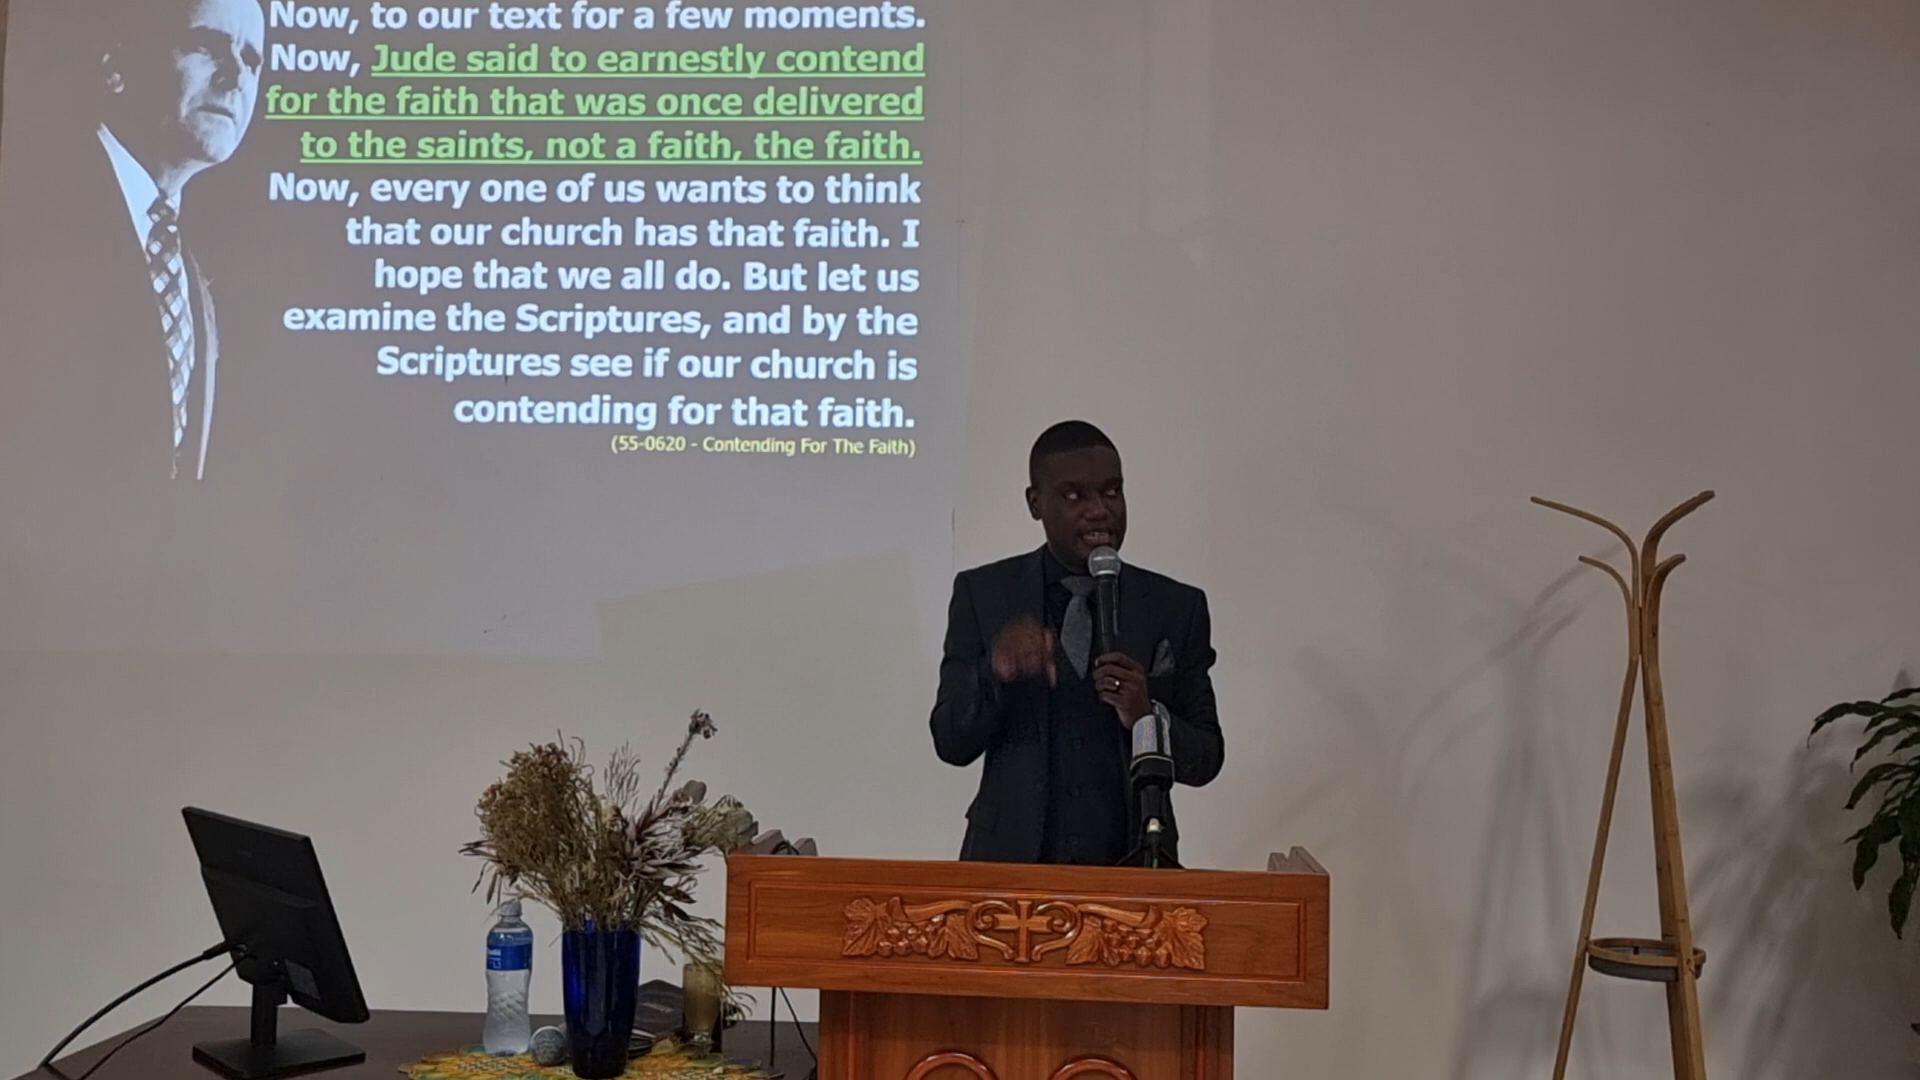 Now, to our text for a few moments.
Now, Jude said to earnestly contend
for the faith that was once delivered
to the saints, not a faith, the faith.
Now, every one of us wants to think
that our church has that faith. I
hope that we all do. But let us
examine the Scriptures, and by the
Scriptures see if our church is
contending for that faith.
(55-0620 - Contending For The Faith)